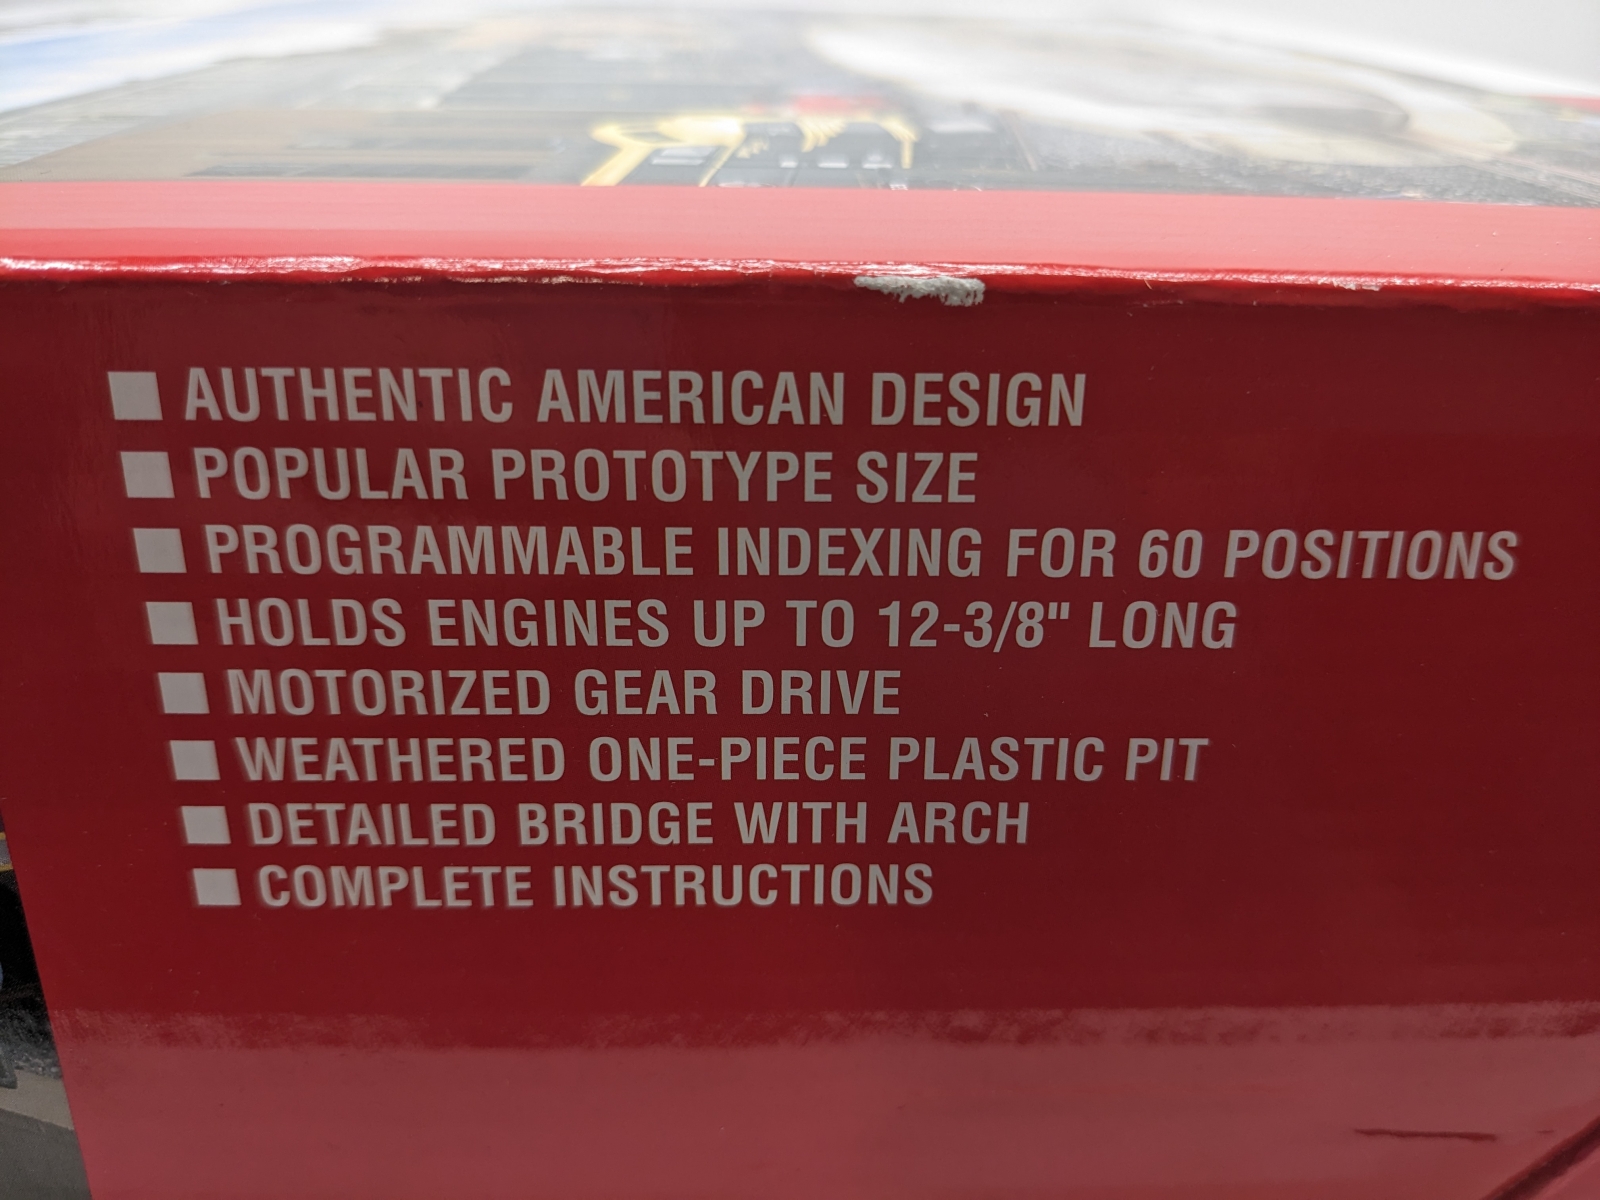 AUTHENTIC AMERICAN DESIGN
POPULAR PROTOTYPE SIZE
PROGRAMMABLE INDEXING FOR 60 POSITIONS
HOLDS ENGINES UP TO 12-3/8" LONG
MOTORIZED GEAR DRIVE
WEATHERED ONE-PIECE PLASTIC PIT
DETAILED BRIDGE WITH ARCH
COMPLETE INSTRUCTIONS